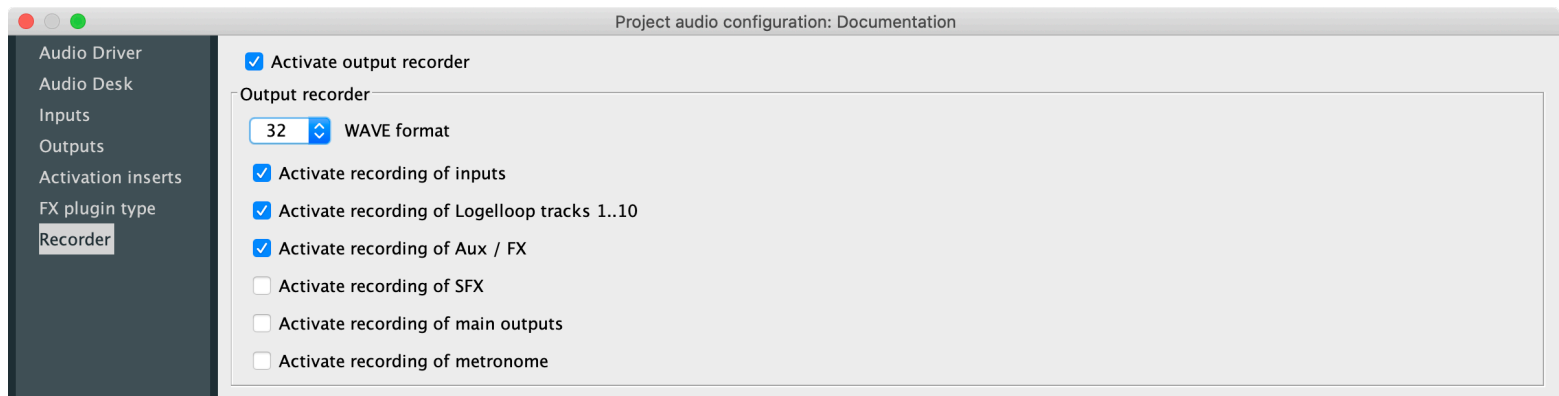 Project audio configuration: Documentation
Audio Driver
Audio Desk
Inputs
Outputs
Activation inserts
FX plugin type
Recorder
Activate output recorder
Output recorder
32 WAVE format
Activate recording of inputs
Activate recording of Logelloop tracks 1..10
Activate recording of Aux / FX
Activate recording of SFX
Activate recording of main outputs
Activate recording of metronome